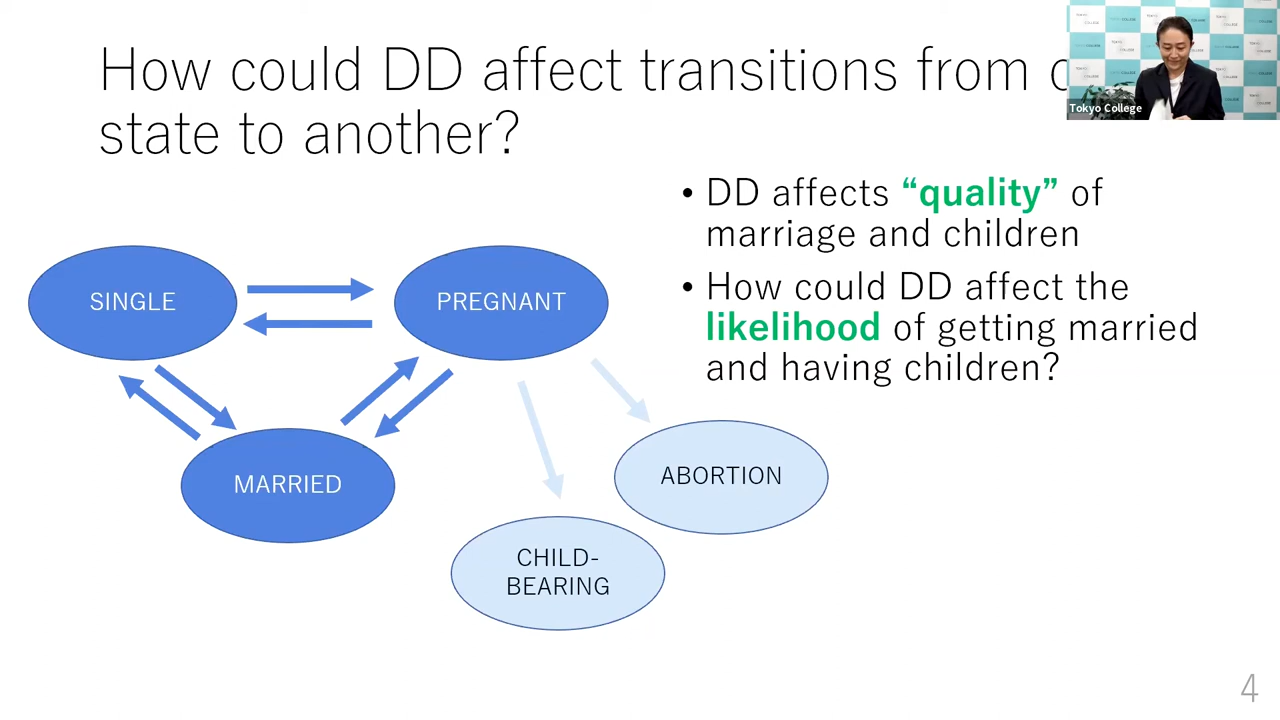 How could DD affect transitions from
state to another?
Tokyo College
• DD affects “quality” of
marriage and children
• How could DD affect the
likelihood of getting married
and having children?
SINGLE
PREGNANT
MARRIED
ABORTION
CHILD-
BEARING
4